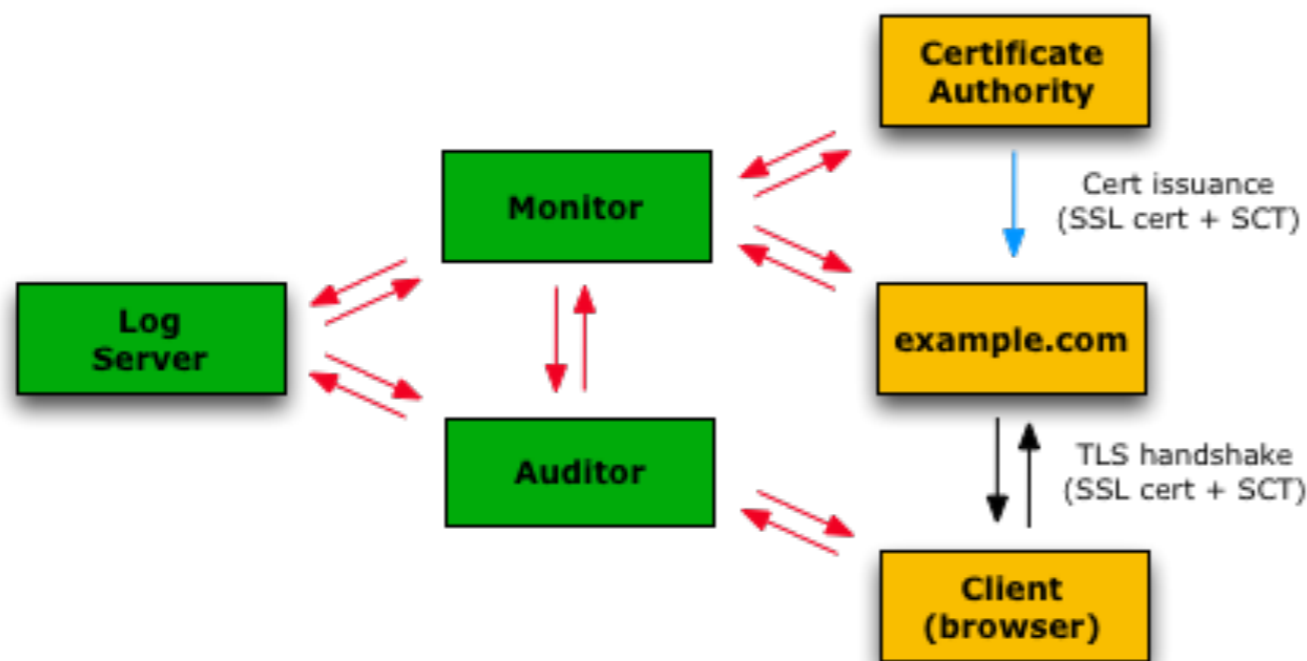 Certificate
Authority
Cert issuance
(SSL cert + SCT)
Monitor
Log
Server
example.com
Auditor
TLS handshake
(SSL cert + SCT)
Client
(browser)